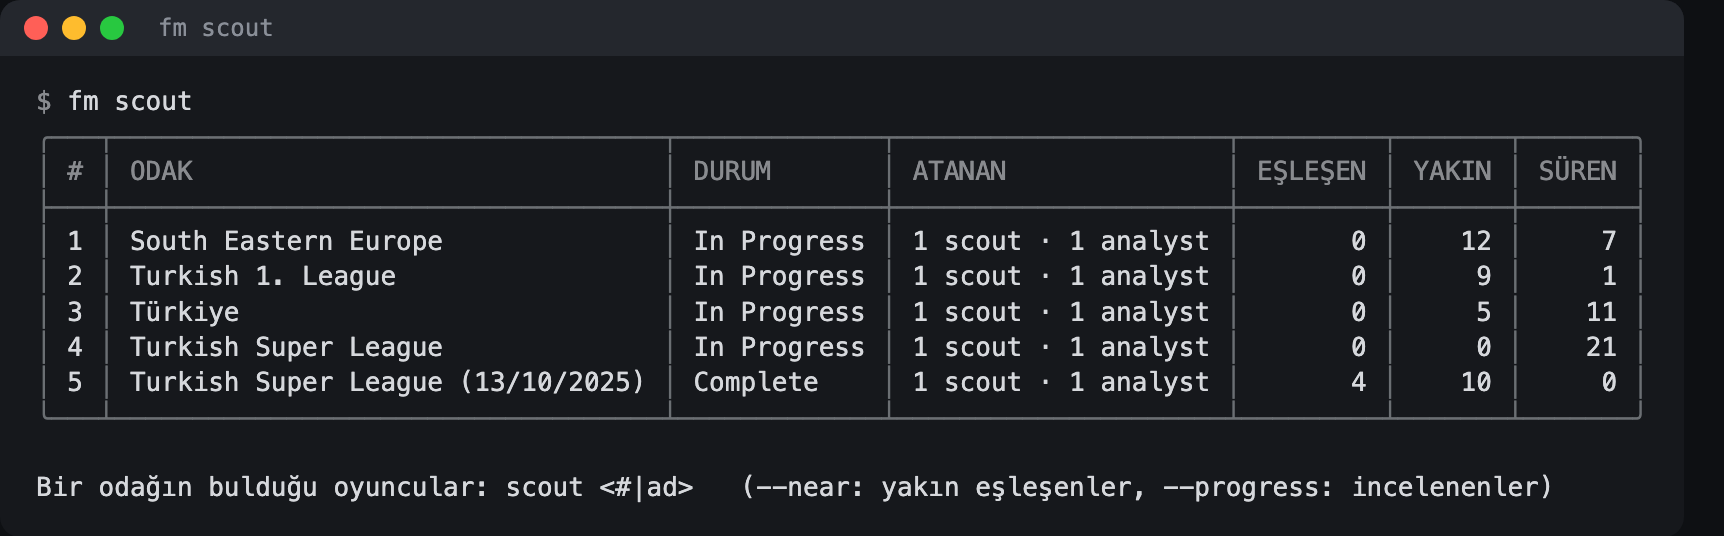 fm scout
$ fm scout
# ODAK DURUM ATANAN EŞLEŞEN YAKIN SÜREN
1 South Eastern Europe In Progress 1 scout · 1 analyst 0 12 7
2 Turkish 1. League In Progress 1 scout · 1 analyst 0 9 1
3 Türkiye In Progress 1 scout · 1 analyst 0 5 11
4 Turkish Super League In Progress 1 scout · 1 analyst 0 0 21
5 Turkish Super League (13/10/2025) Complete 1 scout · 1 analyst 4 10 0
Bir odağın bulduğu oyuncular: scout <#|ad> (--near: yakın eşleşenler, --progress: incelenenler)